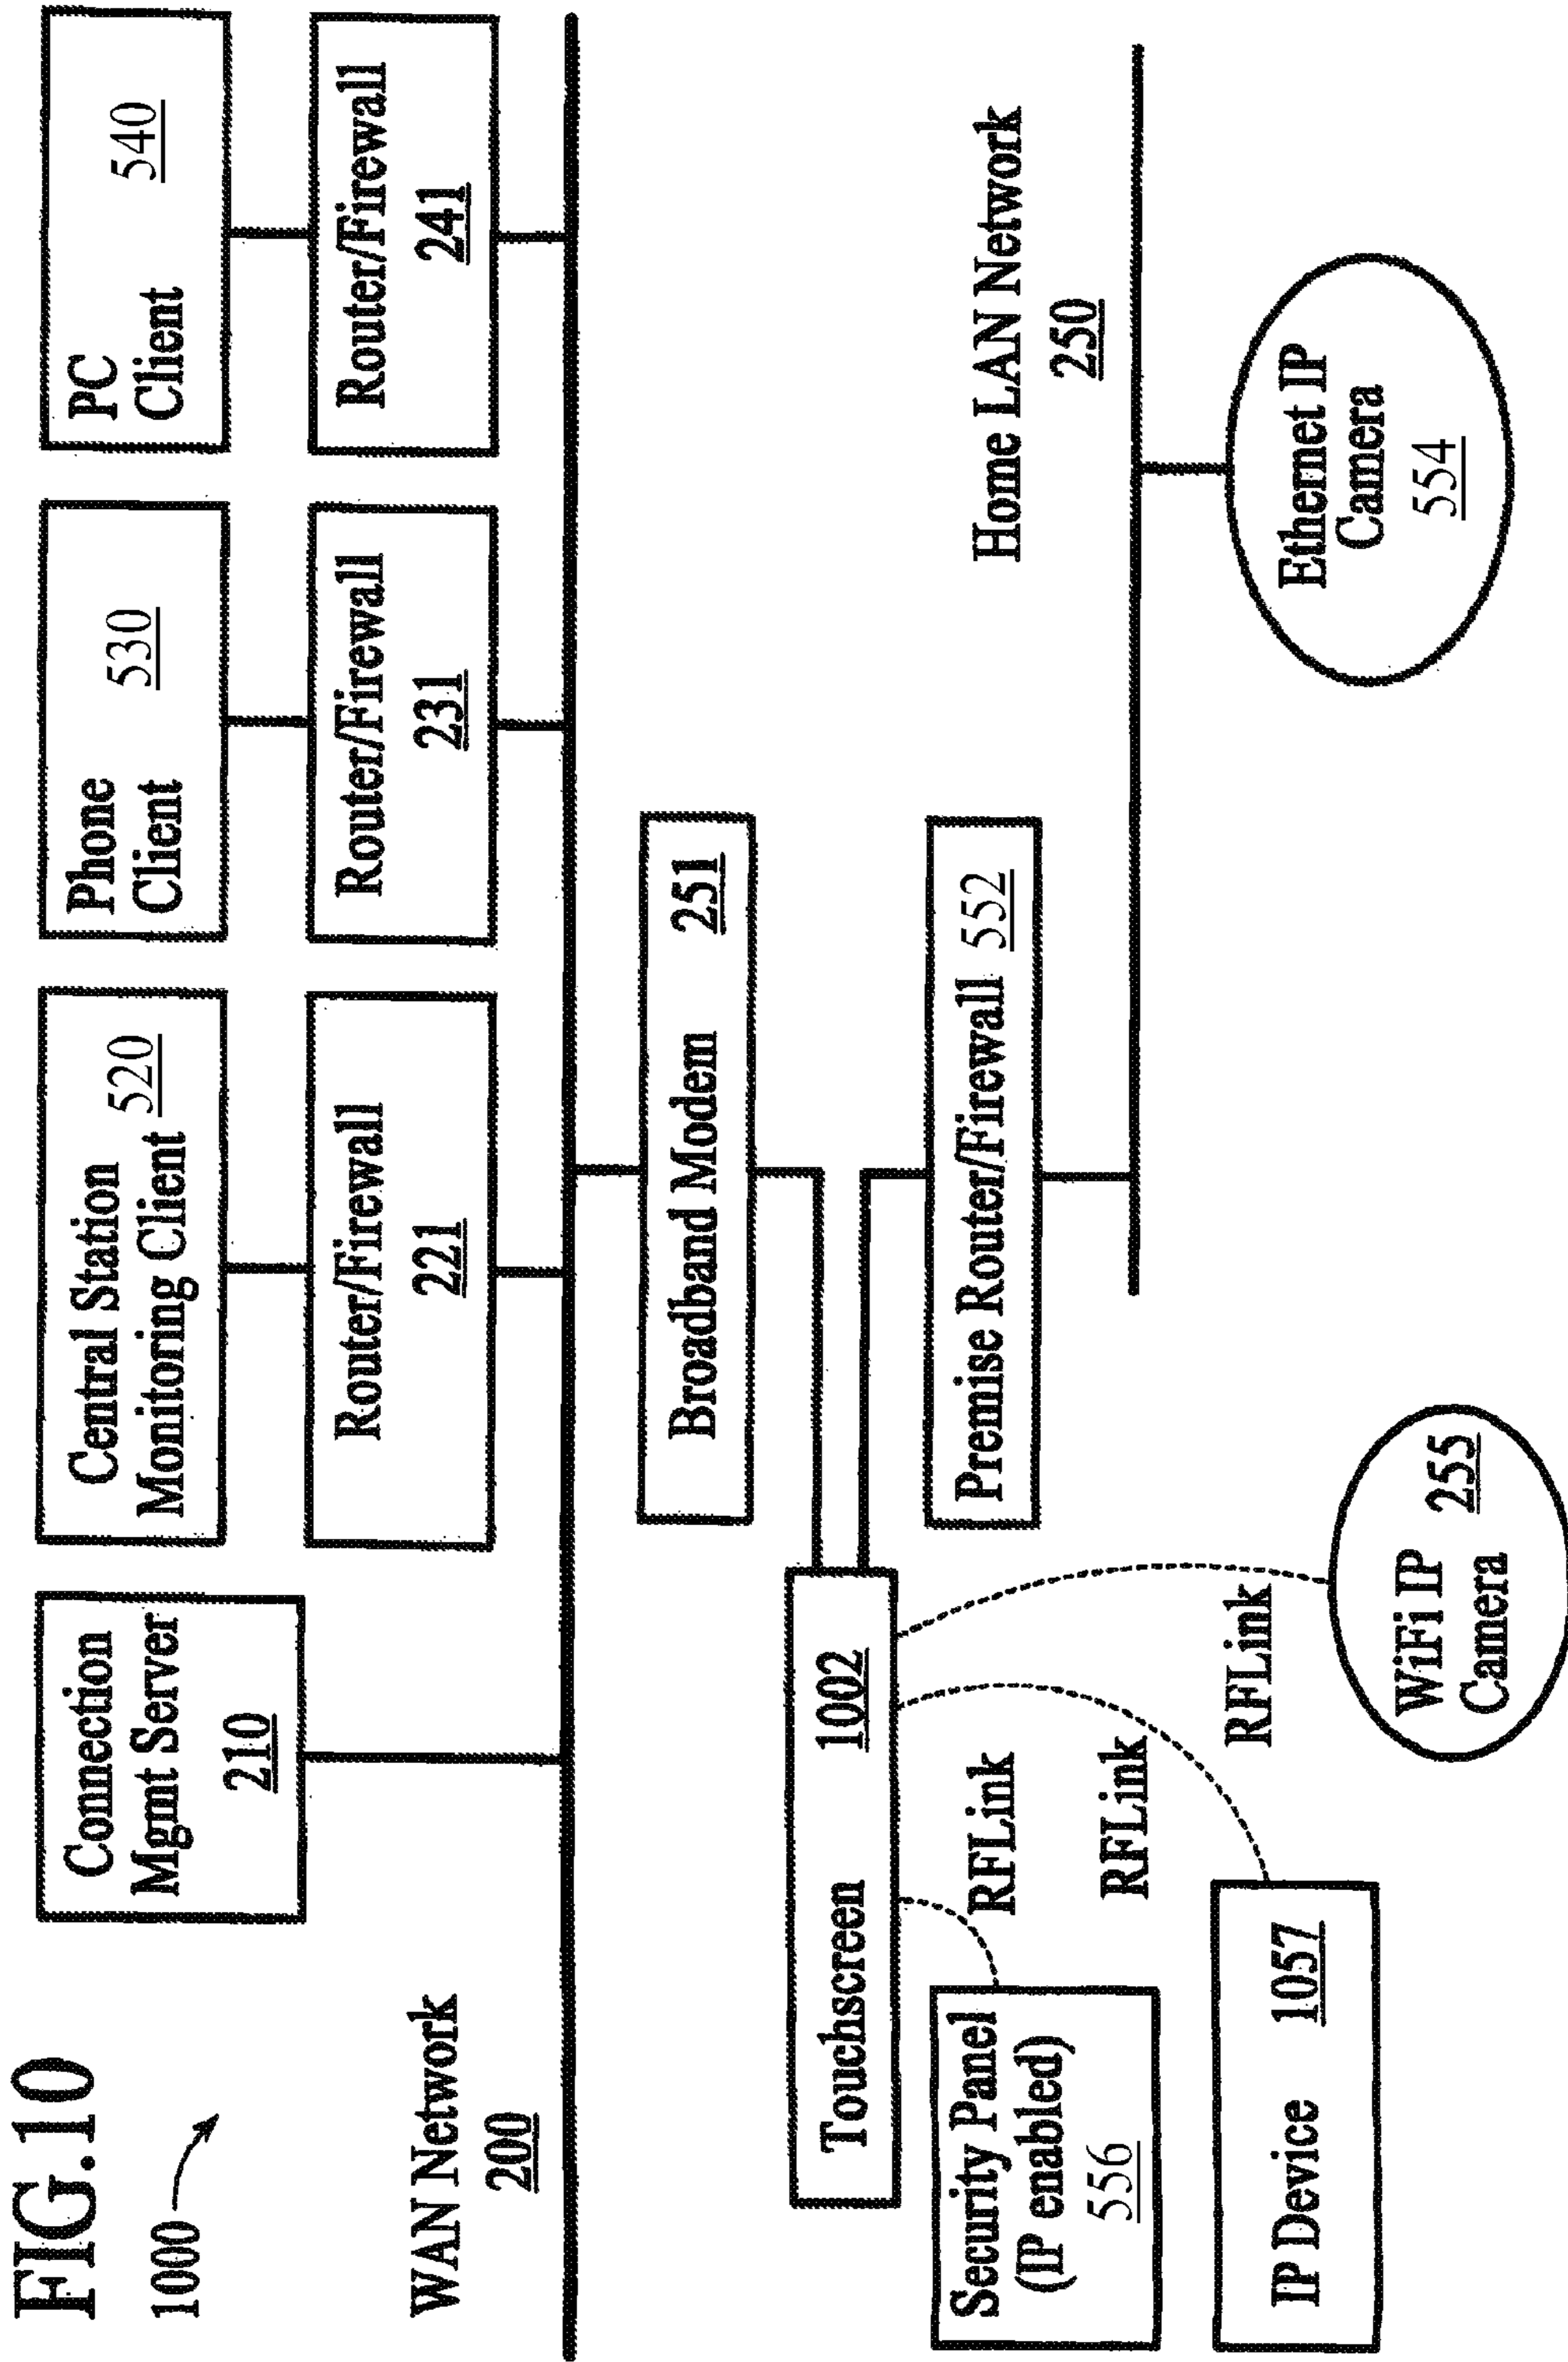 FIG.10
1000
Connection
Mgmt Server
210
Central Station
Monitoring Client 520
Phone
Client 530
PC
Client 540
Router/Firewall
221
Router/Firewall
231
Router/Firewall
241
WAN Network
200
Broadband Modem 251
Touchscreen 1002
Premise Router/Firewall 552
Home LAN Network
250
RFLink
RFLink
RFLink
Security Panel
(IP enabled)
556
IP Device 1057
WiFi IP
Camera 255
Ethernet IP
Camera
554